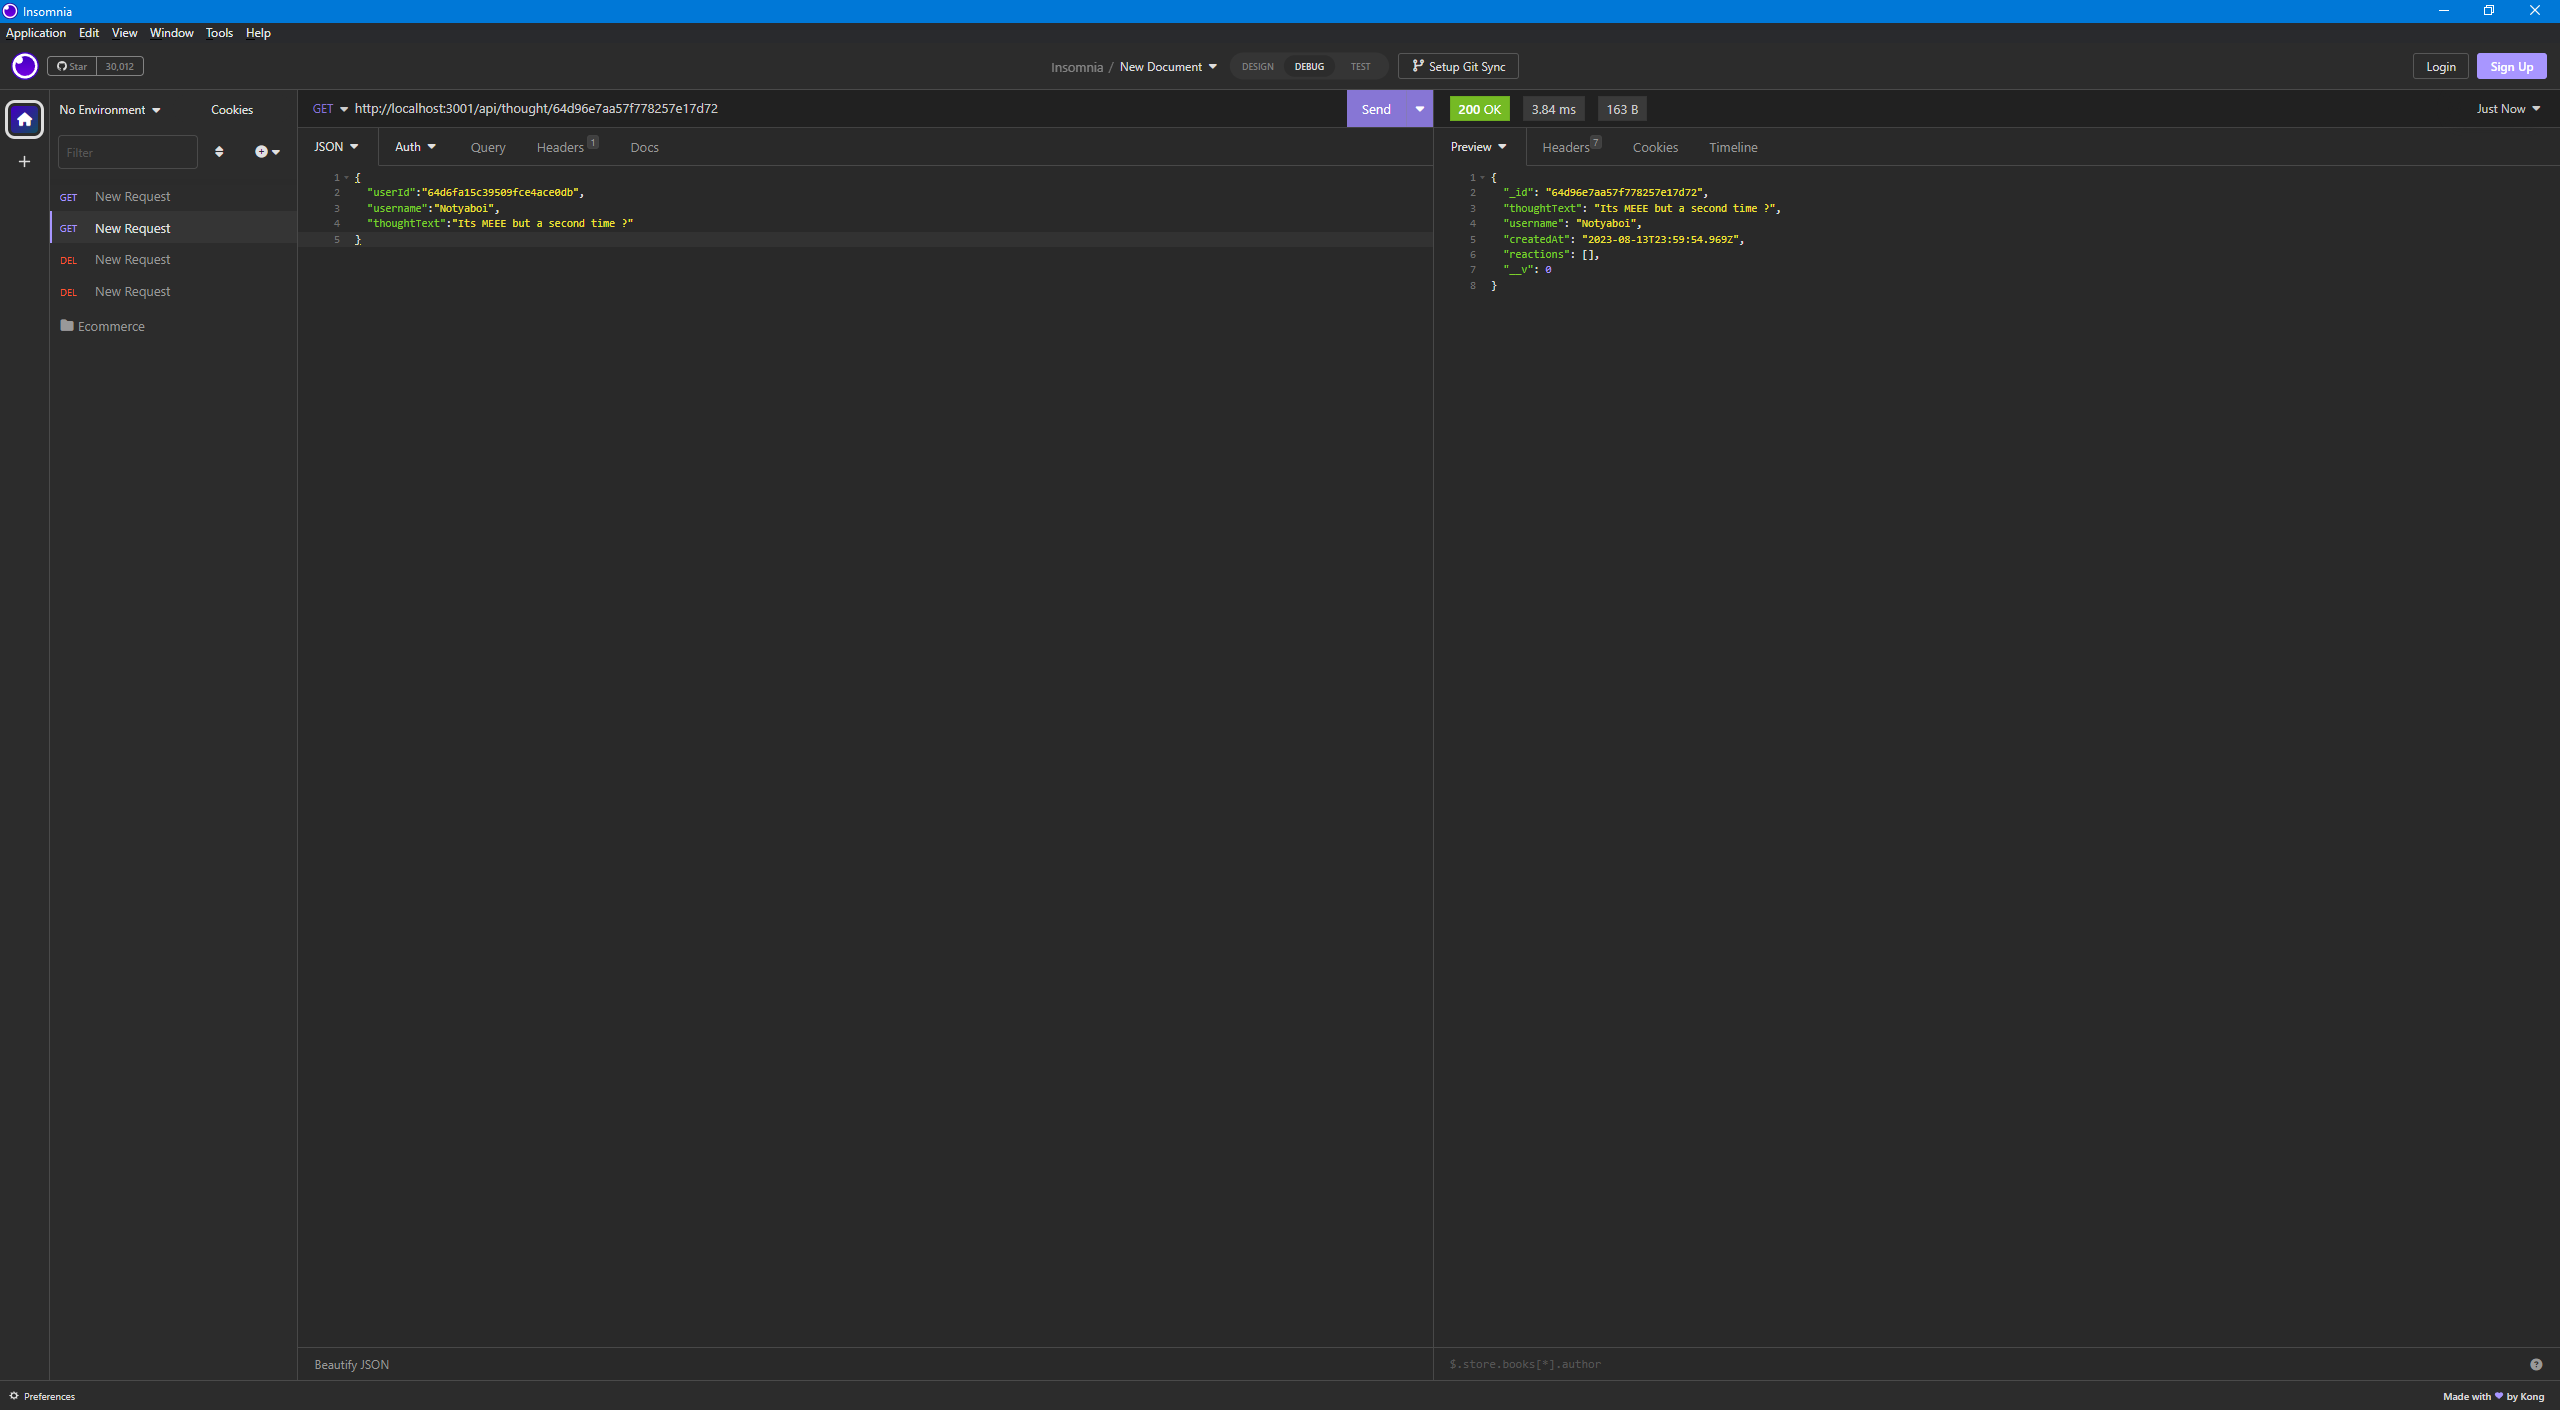 Insomnia
Application Edit View Window Tools Help
Star 30,012
Insomnia / New Document
DESIGN DEBUG TEST
Setup Git Sync
Login Sign Up
No Environment Cookies
Filter
GET New Request
GET New Request
DEL New Request
DEL New Request
Ecommerce
GET http://localhost:3001/api/thought/64d96e7aa57f778257e17d72 Send
JSON Auth Query Headers 1 Docs
1 {
2 "userId":"64d6fa15c39509fce4ace0db",
3 "username":"Notyaboi",
4 "thoughtText":"Its MEEE but a second time ?"
5 }
Beautify JSON
200 OK 3.84 ms 163 B Just Now
Preview Headers 7 Cookies Timeline
1 {
2 "_id": "64d96e7aa57f778257e17d72",
3 "thoughtText": "Its MEEE but a second time ?",
4 "username": "Notyaboi",
5 "createdAt": "2023-08-13T23:59:54.969Z",
6 "reactions": [],
7 "__v": 0
8 }
$.store.books[*].author
Preferences
Made with ♥ by Kong